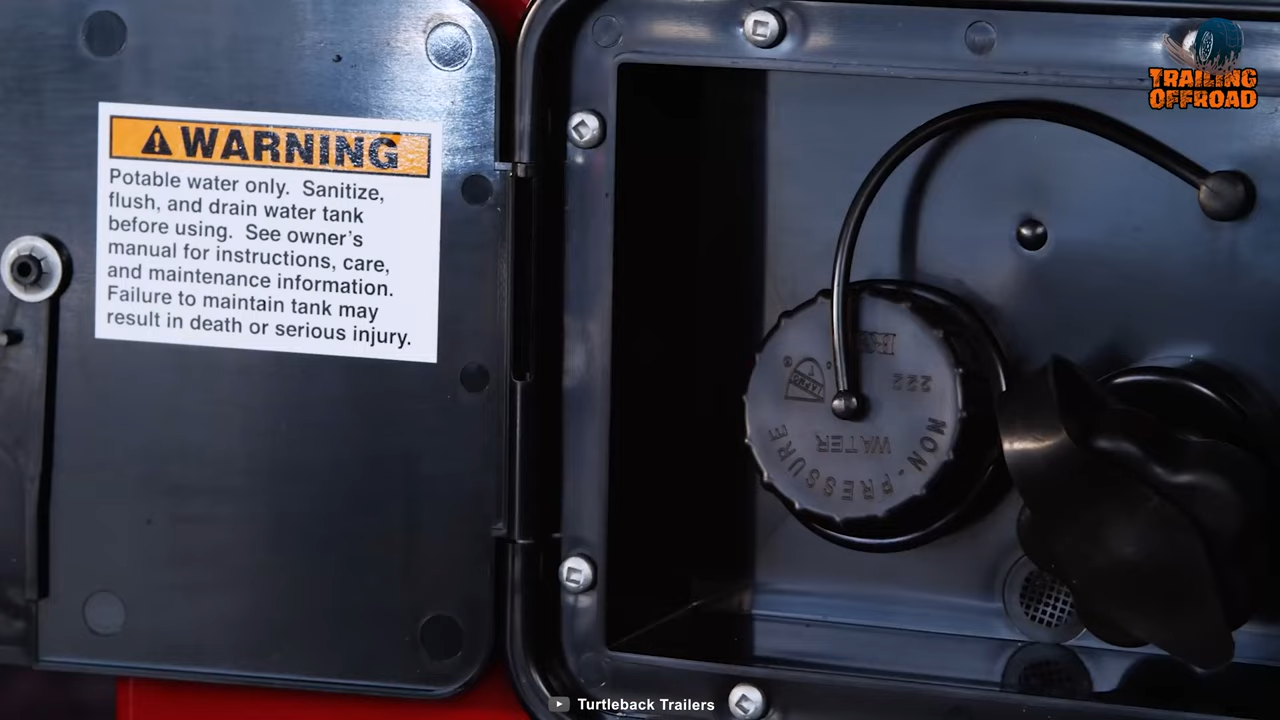 WARNING
Potable water only. Sanitize,
flush, and drain water tank
before using. See owner's
manual for instructions, care,
and maintenance information.
Failure to maintain tank may
result in death or serious injury.
222
WATER
NON-PRESSURE
TRAILING
OFFROAD
Turtleback Trailers